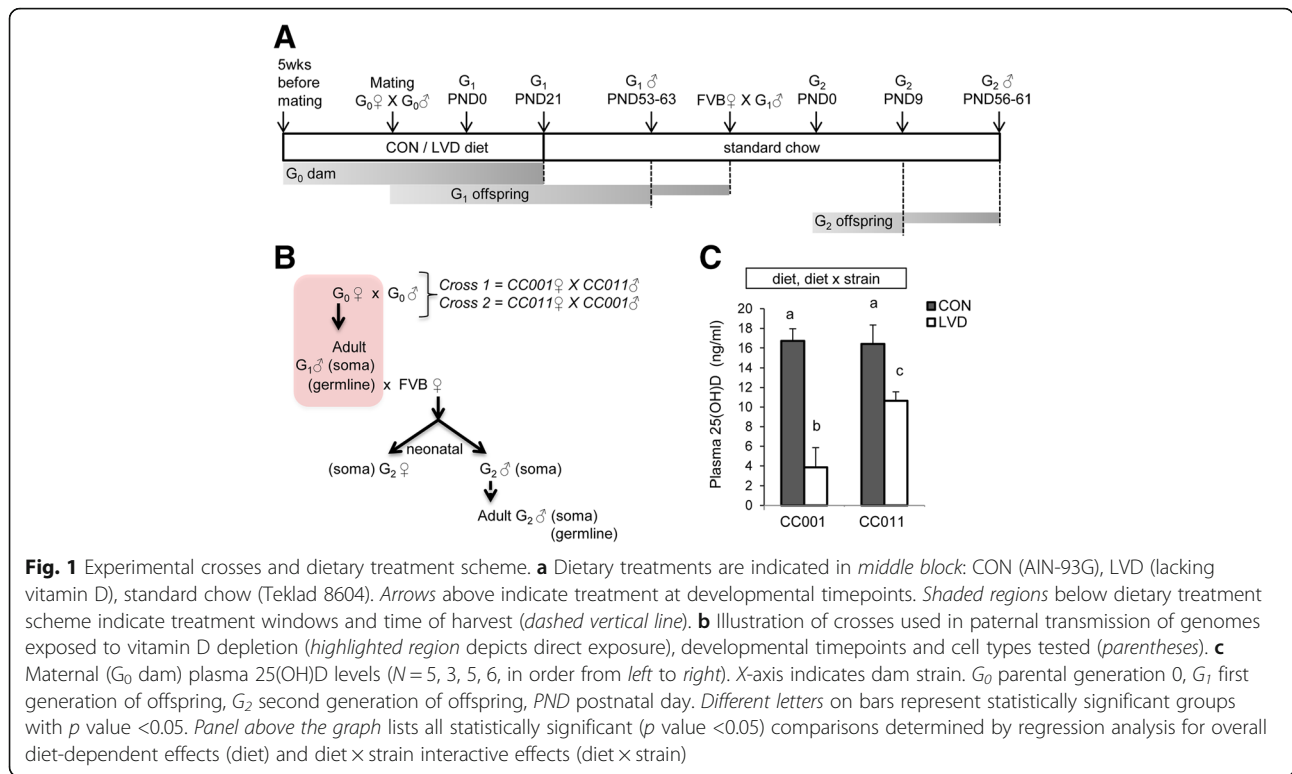 A
5wks
before
mating
Mating
G₀♀ X G₀♂
G₁
PND0
G₁
PND21
G₁♂
PND53-63
FVB♀ X G₁♂
G₂
PND0
G₂
PND9
G₂ ♂
PND56-61
CON / LVD diet
standard chow
G₀ dam
G₁ offspring
G₂ offspring
B
G₀ ♀ x G₀♂
Cross 1 = CC001♀ X CC011♂
Cross 2 = CC011♀ X CC001♂
Adult
G₁♂ (soma)
(germline) x FVB ♀
neonatal
(soma) G₂ ♀
G₂ ♂ (soma)
Adult G₂ ♂ (soma)
(germline)
C
diet, diet x strain
CON
LVD
Plasma 25(OH)D (ng/ml)
20
18
16
14
12
10
8
6
4
2
0
a
b
a
c
CC001
CC011
Fig. 1 Experimental crosses and dietary treatment scheme. a Dietary treatments are indicated in middle block: CON (AIN-93G), LVD (lacking
vitamin D), standard chow (Teklad 8604). Arrows above indicate treatment at developmental timepoints. Shaded regions below dietary treatment
scheme indicate treatment windows and time of harvest (dashed vertical line). b Illustration of crosses used in paternal transmission of genomes
exposed to vitamin D depletion (highlighted region depicts direct exposure), developmental timepoints and cell types tested (parentheses). c
Maternal (G₀ dam) plasma 25(OH)D levels (N = 5, 3, 5, 6, in order from left to right). X-axis indicates dam strain. G₀ parental generation 0, G₁ first
generation of offspring, G₂ second generation of offspring, PND postnatal day. Different letters on bars represent statistically significant groups
with p value <0.05. Panel above the graph lists all statistically significant (p value <0.05) comparisons determined by regression analysis for overall
diet-dependent effects (diet) and diet × strain interactive effects (diet × strain)